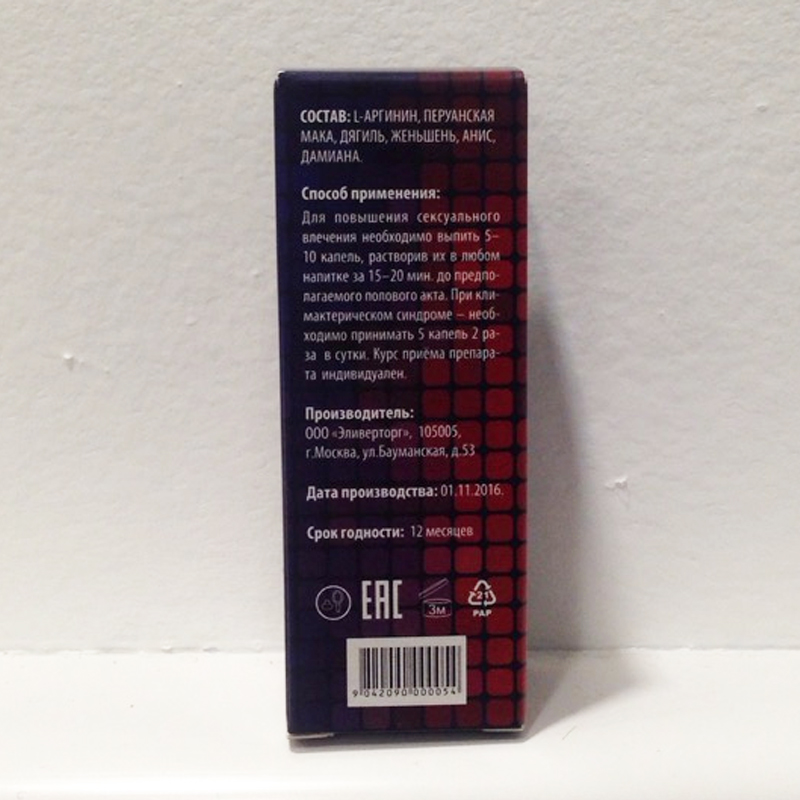 СОСТАВ: L-АРГИНИН, ПЕРУАНСКАЯ
МАКА, ДЯГИЛЬ, ЖЕНЬШЕНЬ, АНИС,
ДАМИАНА.
Способ применения:
Для повышения сексуального
влечения необходимо выпить 5–
10 капель, растворив их в любом
напитке за 15–20 мин. до предпо-
лагаемого полового акта. При кли-
мактерическом синдроме – необ-
ходимо принимать 5 капель 2 ра-
за в сутки. Курс приёма препара-
та индивидуален.
Производитель:
ООО «Эливерторг», 105005,
г.Москва, ул.Бауманская, д.53
Дата производства: 01.11.2016.
Срок годности: 12 месяцев
ЕАС 3м 21
PAP
9 042090 000054